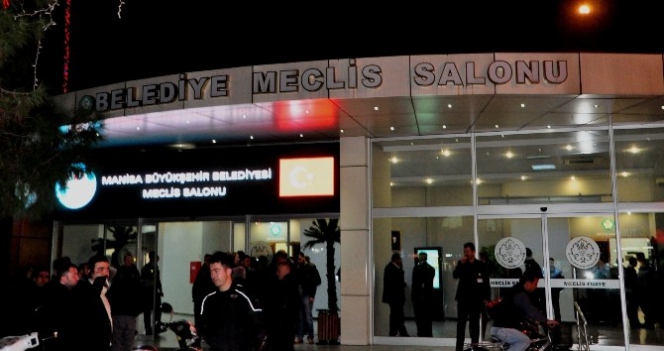 BELEDİYE MECLİS SALONU
MANİSA BÜYÜKŞEHİR BELEDİYESİ
MECLİS SALONU